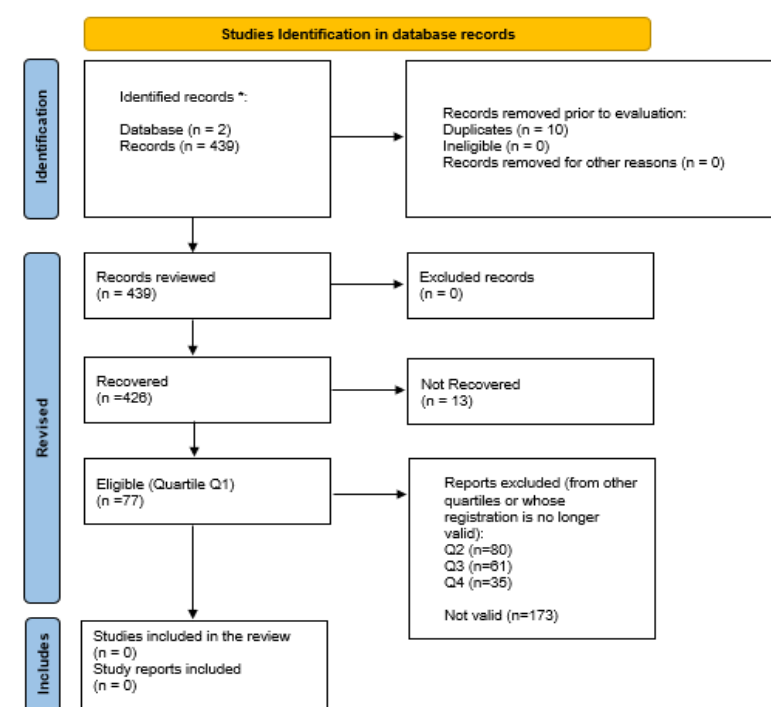 Studies Identification in database records
Identification
Identified records *:
Database (n = 2)
Records (n = 439)
Records removed prior to evaluation:
Duplicates (n = 10)
Ineligible (n = 0)
Records removed for other reasons (n = 0)
Revised
Records reviewed
(n = 439)
Excluded records
(n = 0)
Recovered
(n =426)
Not Recovered
(n = 13)
Eligible (Quartile Q1)
(n =77)
Reports excluded (from other
quartiles or whose
registration is no longer
valid):
Q2 (n=80)
Q3 (n=61)
Q4 (n=35)
Not valid (n=173)
Includes
Studies included in the review
(n = 0)
Study reports included
(n = 0)